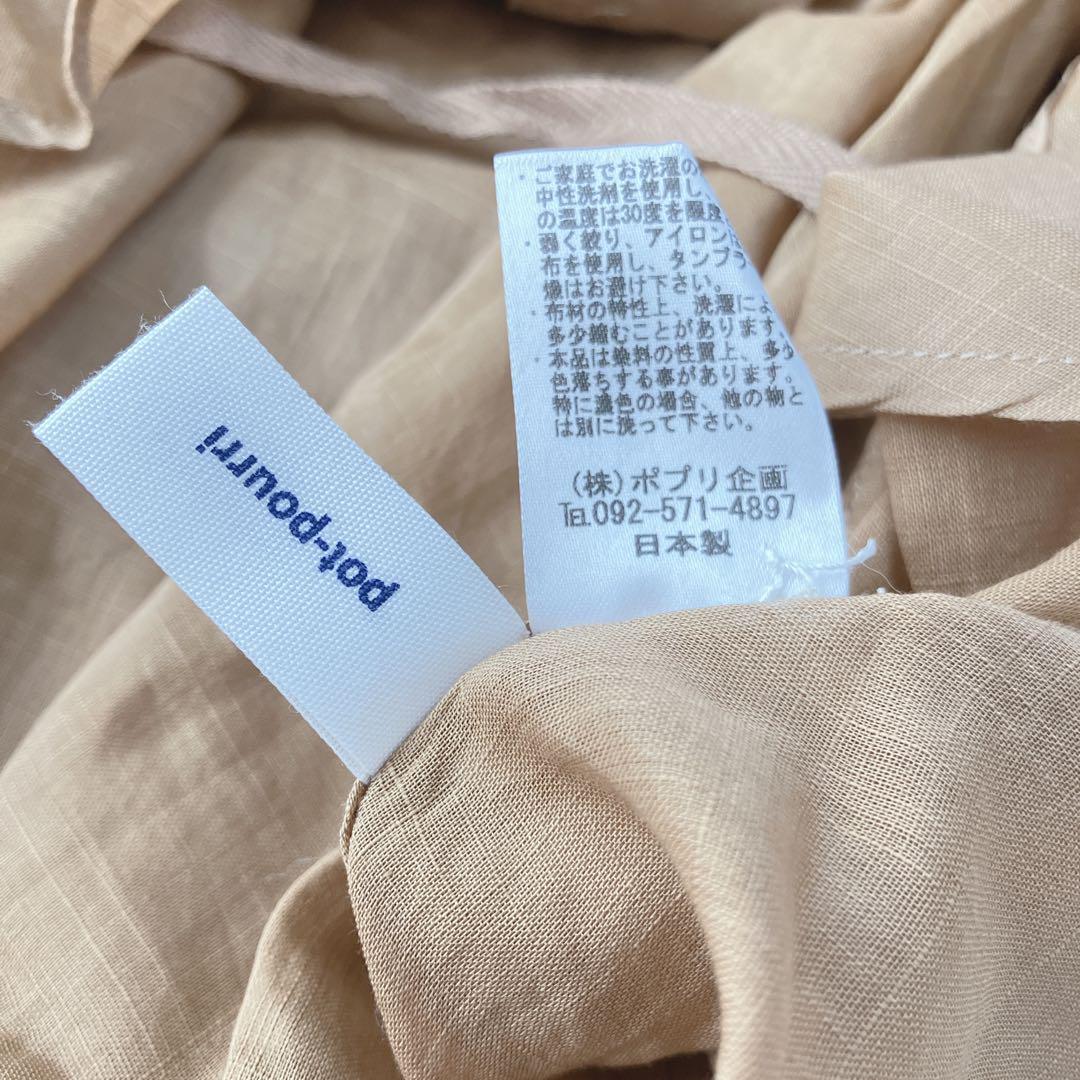 ・ご家庭でお洗濯の
中性洗剤を使用し、
の温度は30度を限度
・弱く絞り、アイロン
布を使用し、タンブラ
燥はお避け下さい。
・布材の特性上、洗濯によ
多少縮むことがあります。
・本品は染料の性質上、多少
色落ちする事があります。
特に濃色の場合、他の物と
は別に洗って下さい。
(株)ポプリ企画
℡092-571-4897
日本製
pot-pourri